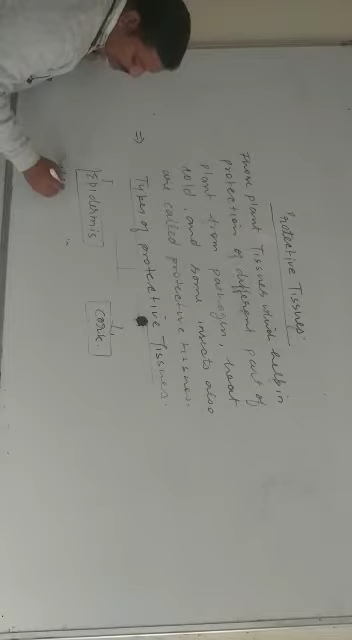 Protective Tissues.
Those plant Tissues which help in
protection of different part of
plant from pathogen, heat
cold and some insects also
are called protective tissues.
⇒ Types of protective Tissues.
Epidermis Cork